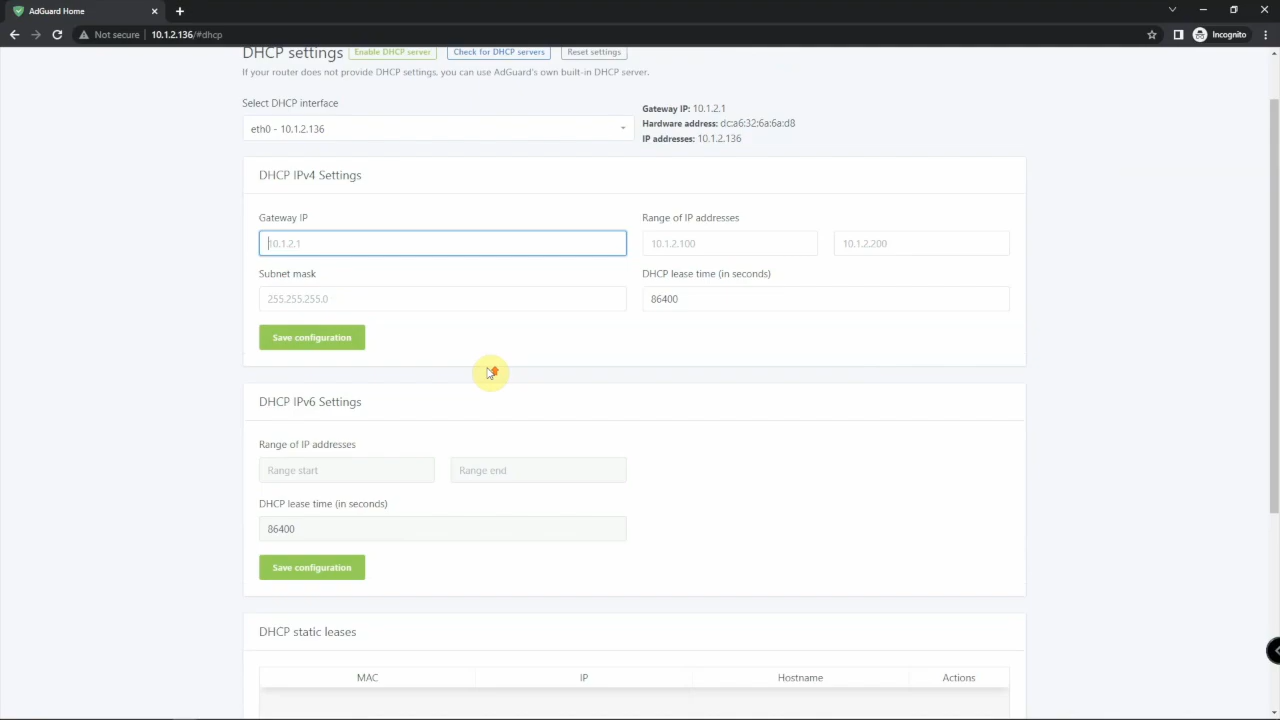 AdGuard Home
Not secure
10.1.2.136/#dhcp
Incognito
DHCP settings
Enable DHCP server
Check for DHCP servers
Reset settings
If your router does not provide DHCP settings, you can use AdGuard's own built-in DHCP server.
Select DHCP interface
eth0 - 10.1.2.136
Gateway IP: 10.1.2.1
Hardware address: dc:a6:32:6a:6a:d8
IP addresses: 10.1.2.136
DHCP IPv4 Settings
Gateway IP
10.1.2.1
Range of IP addresses
10.1.2.100
10.1.2.200
Subnet mask
255.255.255.0
DHCP lease time (in seconds)
86400
Save configuration
DHCP IPv6 Settings
Range of IP addresses
Range start
Range end
DHCP lease time (in seconds)
86400
Save configuration
DHCP static leases
MAC
IP
Hostname
Actions